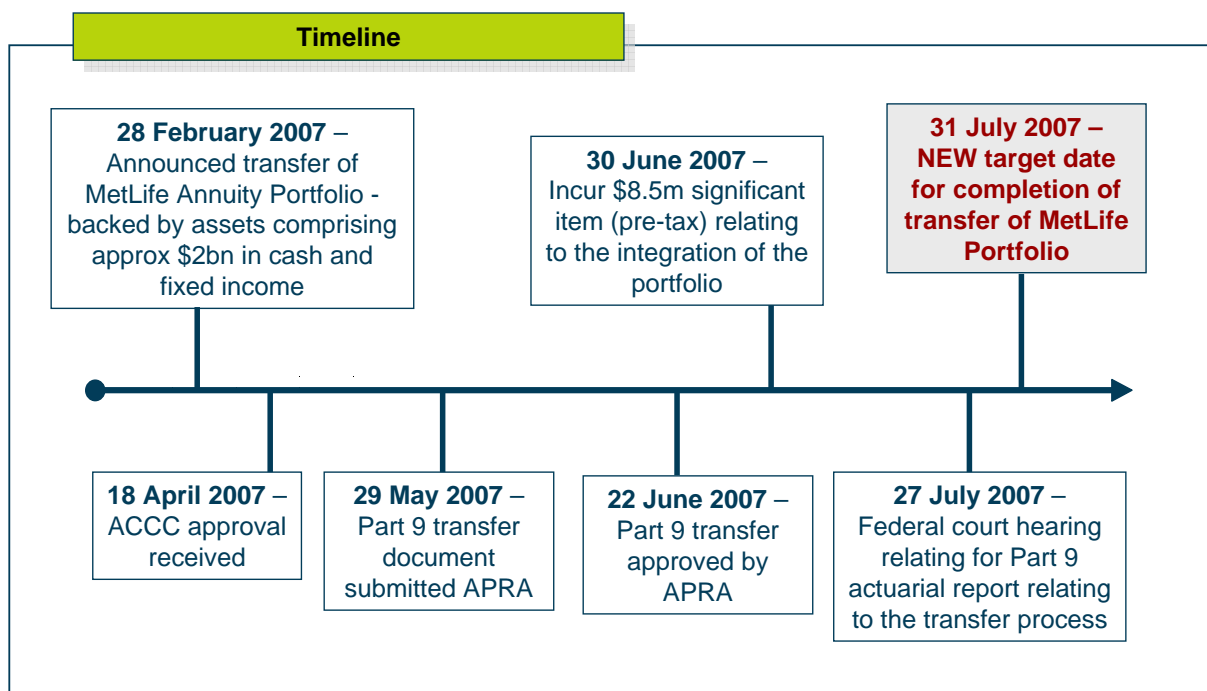 Timeline
28 February 2007 –
Announced transfer of
MetLife Annuity Portfolio -
backed by assets comprising
approx $2bn in cash and
fixed income
30 June 2007 –
Incur $8.5m significant
item (pre-tax) relating
to the integration of the
portfolio
31 July 2007 –
NEW target date
for completion of
transfer of MetLife
Portfolio
18 April 2007 –
ACCC approval
received
29 May 2007 –
Part 9 transfer
document
submitted APRA
22 June 2007 –
Part 9 transfer
approved by
APRA
27 July 2007 –
Federal court hearing
relating for Part 9
actuarial report relating
to the transfer process